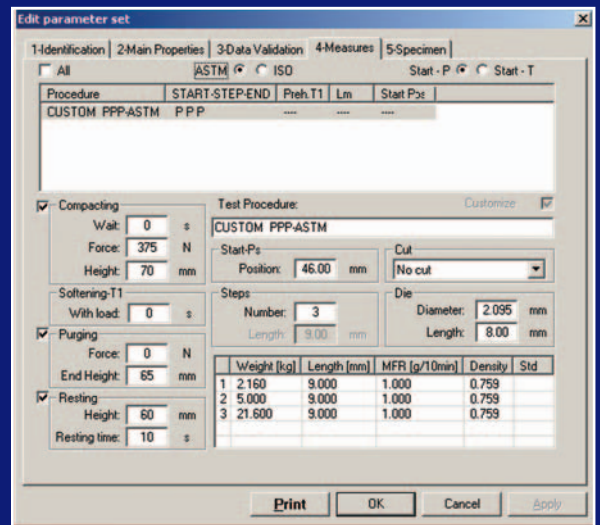 Edit parameter set
1-Identification 2-Main Properties 3-Data Validation 4-Measures 5-Specimen
All ASTM ISO Start - P Start - T
Procedure START-STEP-END Preh.T1 Lm Start Pos
CUSTOM PPP-ASTM P P P ---- ---- ----
Compacting
Wait: 0 s
Force: 375 N
Height: 70 mm
Softening-T1
With load: 0 s
Purging
Force: 0 N
End Height: 65 mm
Resting
Height: 60 mm
Resting time: 10 s
Test Procedure: Customize
CUSTOM PPP-ASTM
Start-Ps
Position: 46.00 mm
Cut
No cut
Steps
Number: 3
Length: 9.00 mm
Die
Diameter: 2.095 mm
Length: 8.00 mm
Weight [kg] Length [mm] MFR [g/10min] Density Std
1 2.160 9.000 1.000 0.759
2 5.000 9.000 1.000 0.759
3 21.600 9.000 1.000 0.759
Print OK Cancel Apply